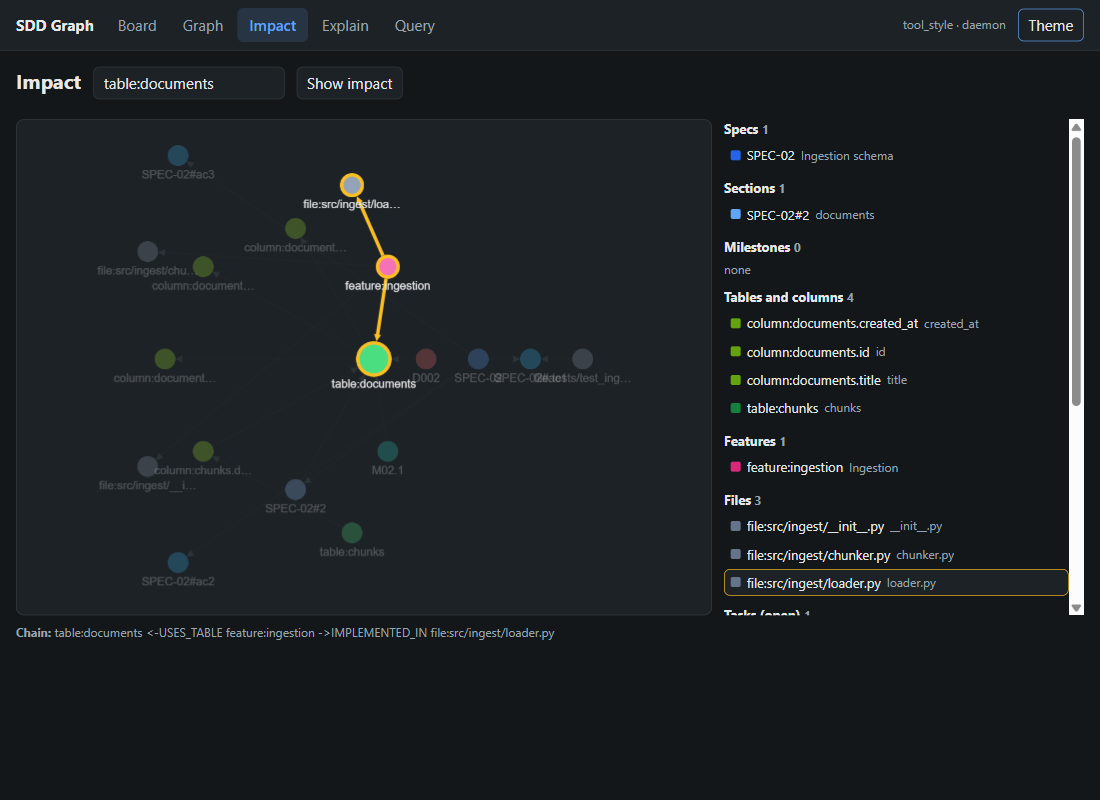 SDD Graph Board Graph Impact Explain Query tool_style · daemon Theme
Impact table:documents Show impact
SPEC-02#ac3
file:src/ingest/loa...
column:document...
file:src/ingest/chu...
column:document...
feature:ingestion
column:document...
table:documents
D002
SPEC-02
file:tests/test_ing...
column:chunks.d...
M02.1
file:src/ingest/__i...
SPEC-02#2
table:chunks
SPEC-02#ac2
Specs 1
SPEC-02 Ingestion schema
Sections 1
SPEC-02#2 documents
Milestones 0
none
Tables and columns 4
column:documents.created_at created_at
column:documents.id id
column:documents.title title
table:chunks chunks
Features 1
feature:ingestion Ingestion
Files 3
file:src/ingest/__init__.py __init__.py
file:src/ingest/chunker.py chunker.py
file:src/ingest/loader.py loader.py
Tasks (open) 1
Chain: table:documents <-USES_TABLE feature:ingestion ->IMPLEMENTED_IN file:src/ingest/loader.py